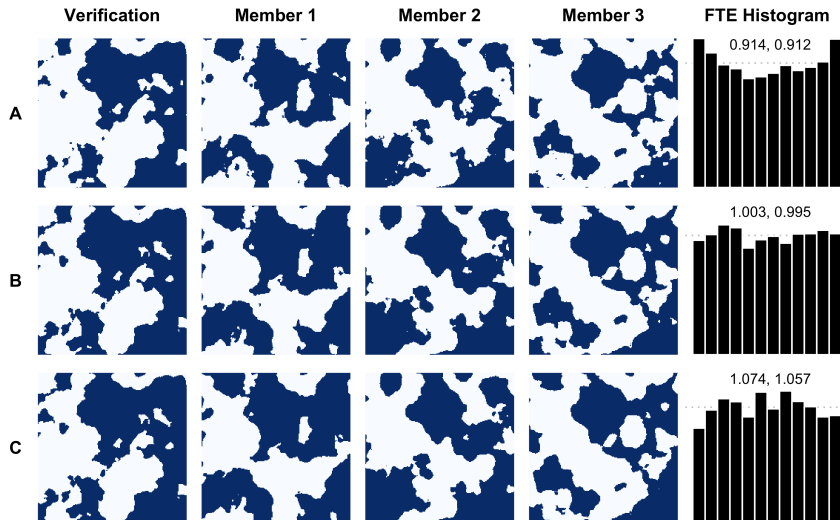 Verification Member 1 Member 2 Member 3 FTE Histogram
A 0.914, 0.912
B 1.003, 0.995
C 1.074, 1.057